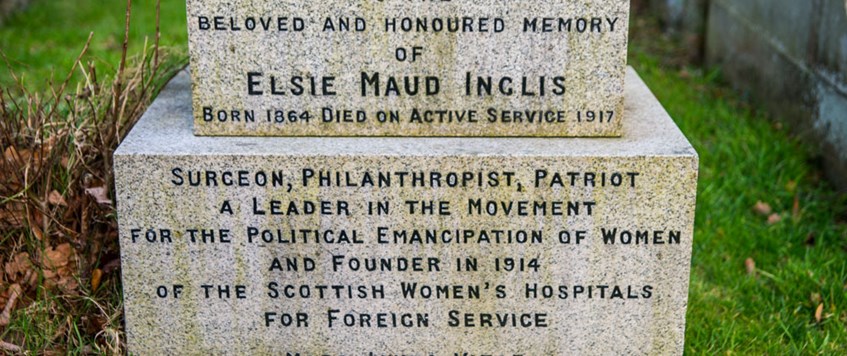 BELOVED AND HONOURED MEMORY
OF
ELSIE MAUD INGLIS
BORN 1864 DIED ON ACTIVE SERVICE 1917
SURGEON, PHILANTHROPIST, PATRIOT
A LEADER IN THE MOVEMENT
FOR THE POLITICAL EMANCIPATION OF WOMEN
AND FOUNDER IN 1914
OF THE SCOTTISH WOMEN'S HOSPITALS
FOR FOREIGN SERVICE